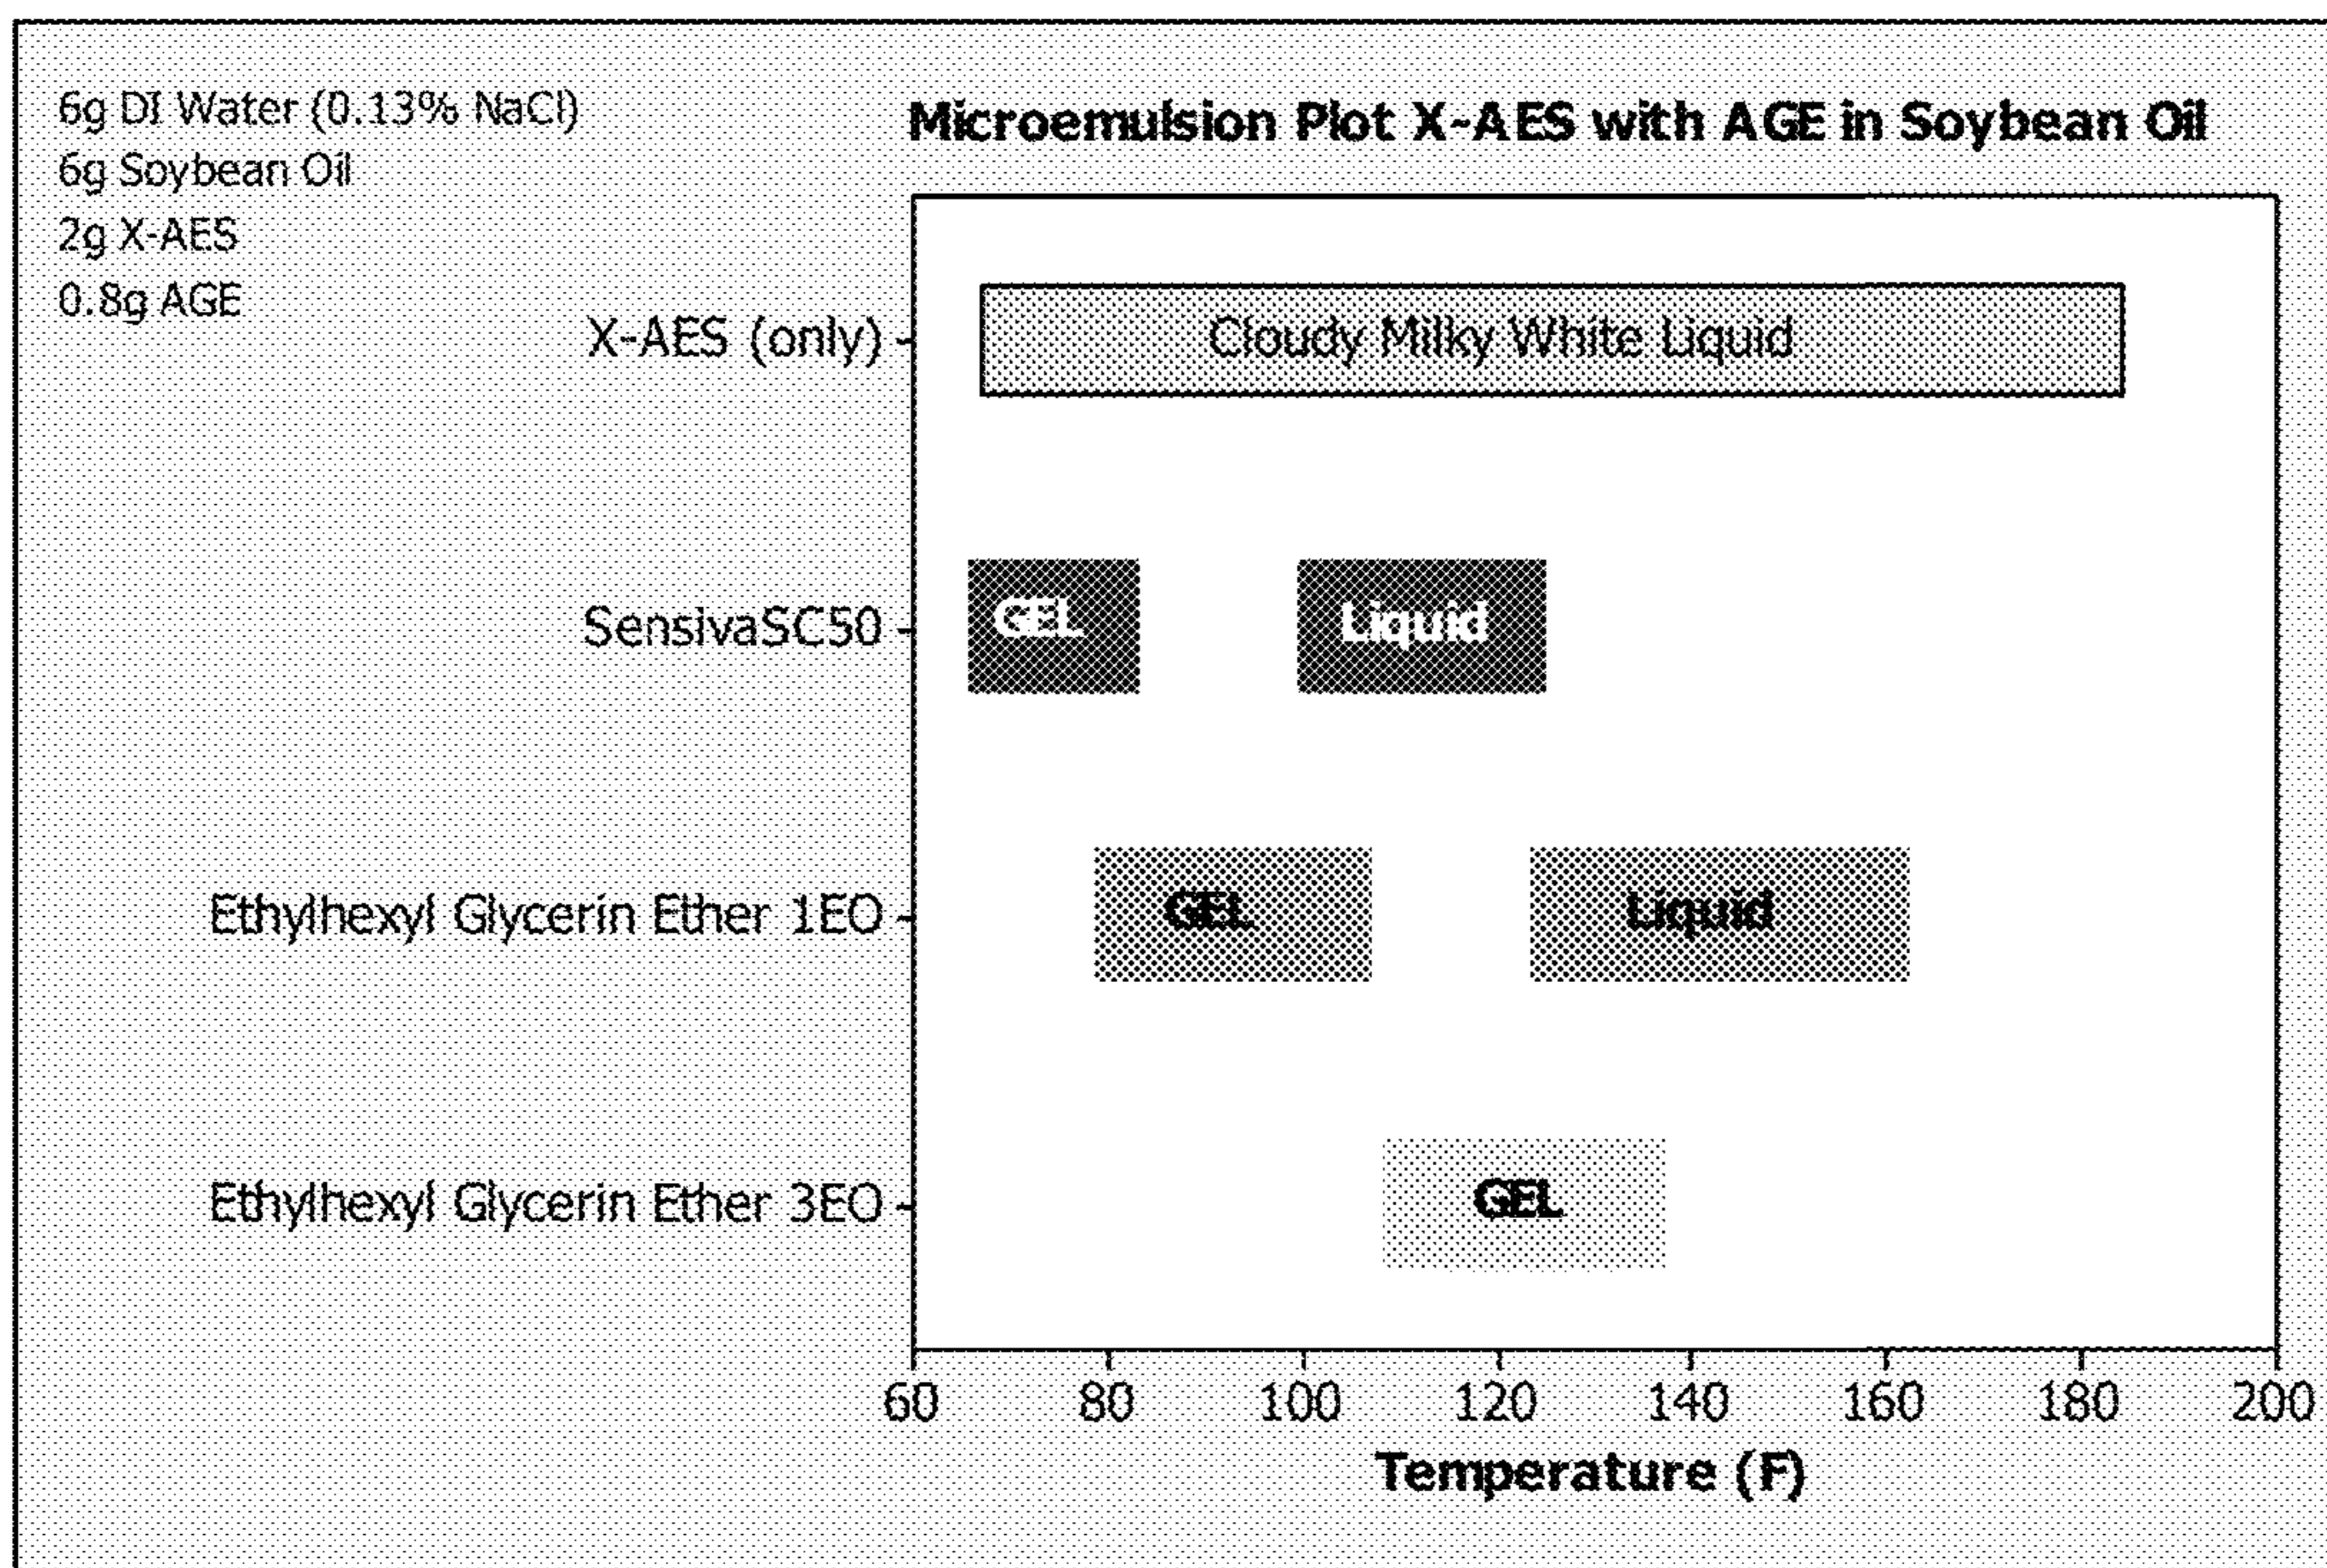 6g DI Water (0.13% NaCl)
6g Soybean Oil
2g X-AES
0.8g AGE
Microemulsion Plot X-AES with AGE in Soybean Oil
X-AES (only)
Cloudy Milky White Liquid
SensivaSC50
GEL
Liquid
Ethylhexyl Glycerin Ether 1EO
GEL
Liquid
Ethylhexyl Glycerin Ether 3EO
GEL
60 80 100 120 140 160 180 200
Temperature (F)